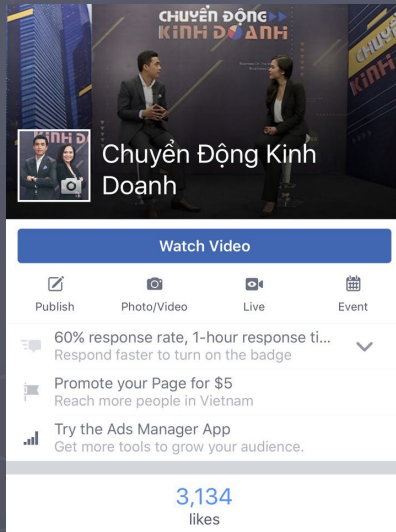 CHUYỂN ĐỘNG
KINH DOANH
Chuyển Động Kinh
Doanh
Watch Video
Publish
Photo/Video
Live
Event
60% response rate, 1-hour response ti...
Respond faster to turn on the badge
Promote your Page for $5
Reach more people in Vietnam
Try the Ads Manager App
Get more tools to grow your audience.
3,134
likes